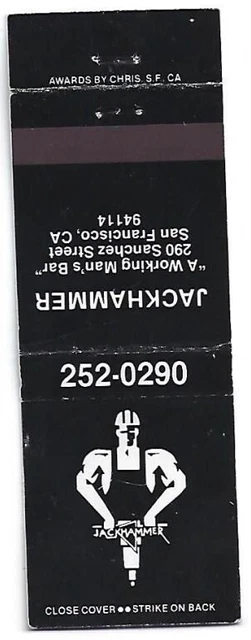 AWARDS BY CHRIS. S.F., CA
JACKHAMMER
"A Working Man's Bar"
290 Sanchez Street
San Francisco, CA
94114
252-0290
JACKHAMMER
CLOSE COVER ●● STRIKE ON BACK